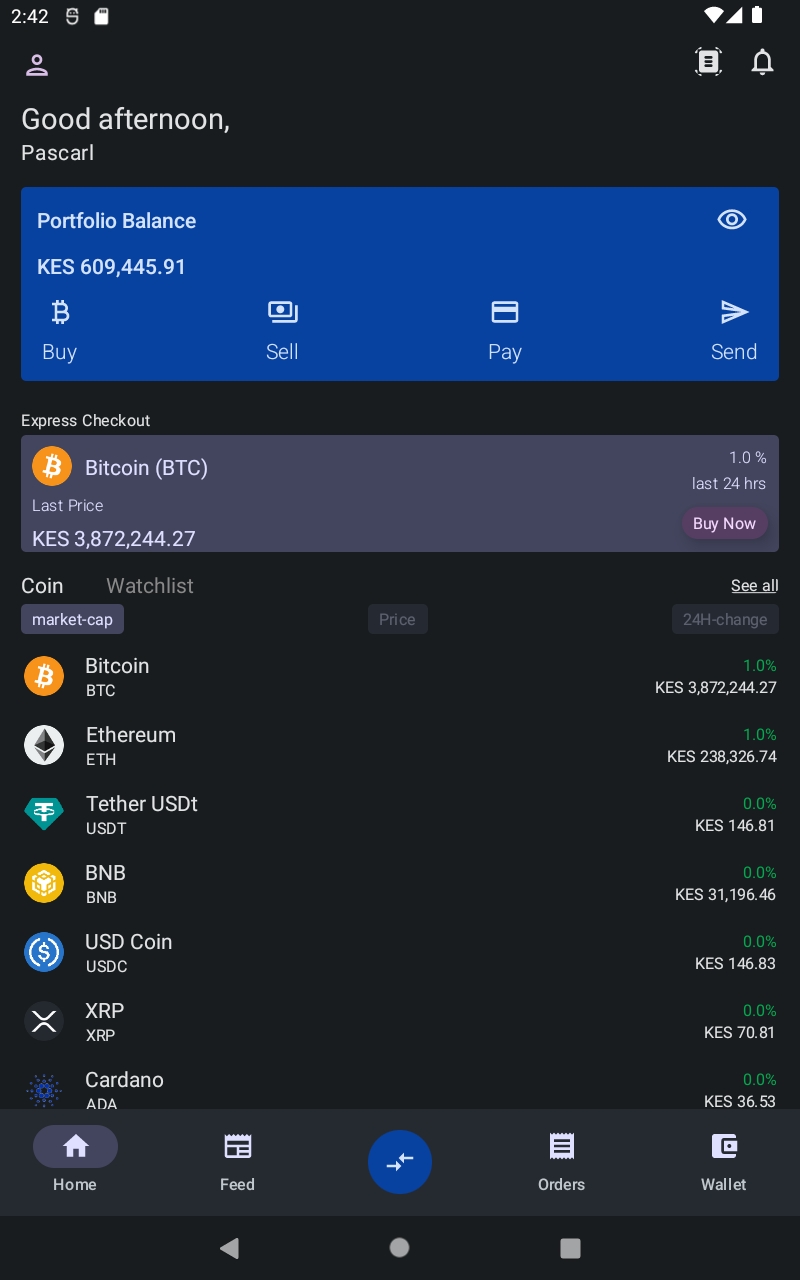 2:42
Good afternoon,
Pascarl
Portfolio Balance
KES 609,445.91
Buy
Sell
Pay
Send
Express Checkout
Bitcoin (BTC)
1.0 %
last 24 hrs
Last Price
KES 3,872,244.27
Buy Now
Coin Watchlist See all
market-cap Price 24H-change
Bitcoin 1.0%
BTC KES 3,872,244.27
Ethereum 1.0%
ETH KES 238,326.74
Tether USDt 0.0%
USDT KES 146.81
BNB 0.0%
BNB KES 31,196.46
USD Coin 0.0%
USDC KES 146.83
XRP 0.0%
XRP KES 70.81
Cardano 0.0%
ADA KES 36.53
Home Feed Orders Wallet